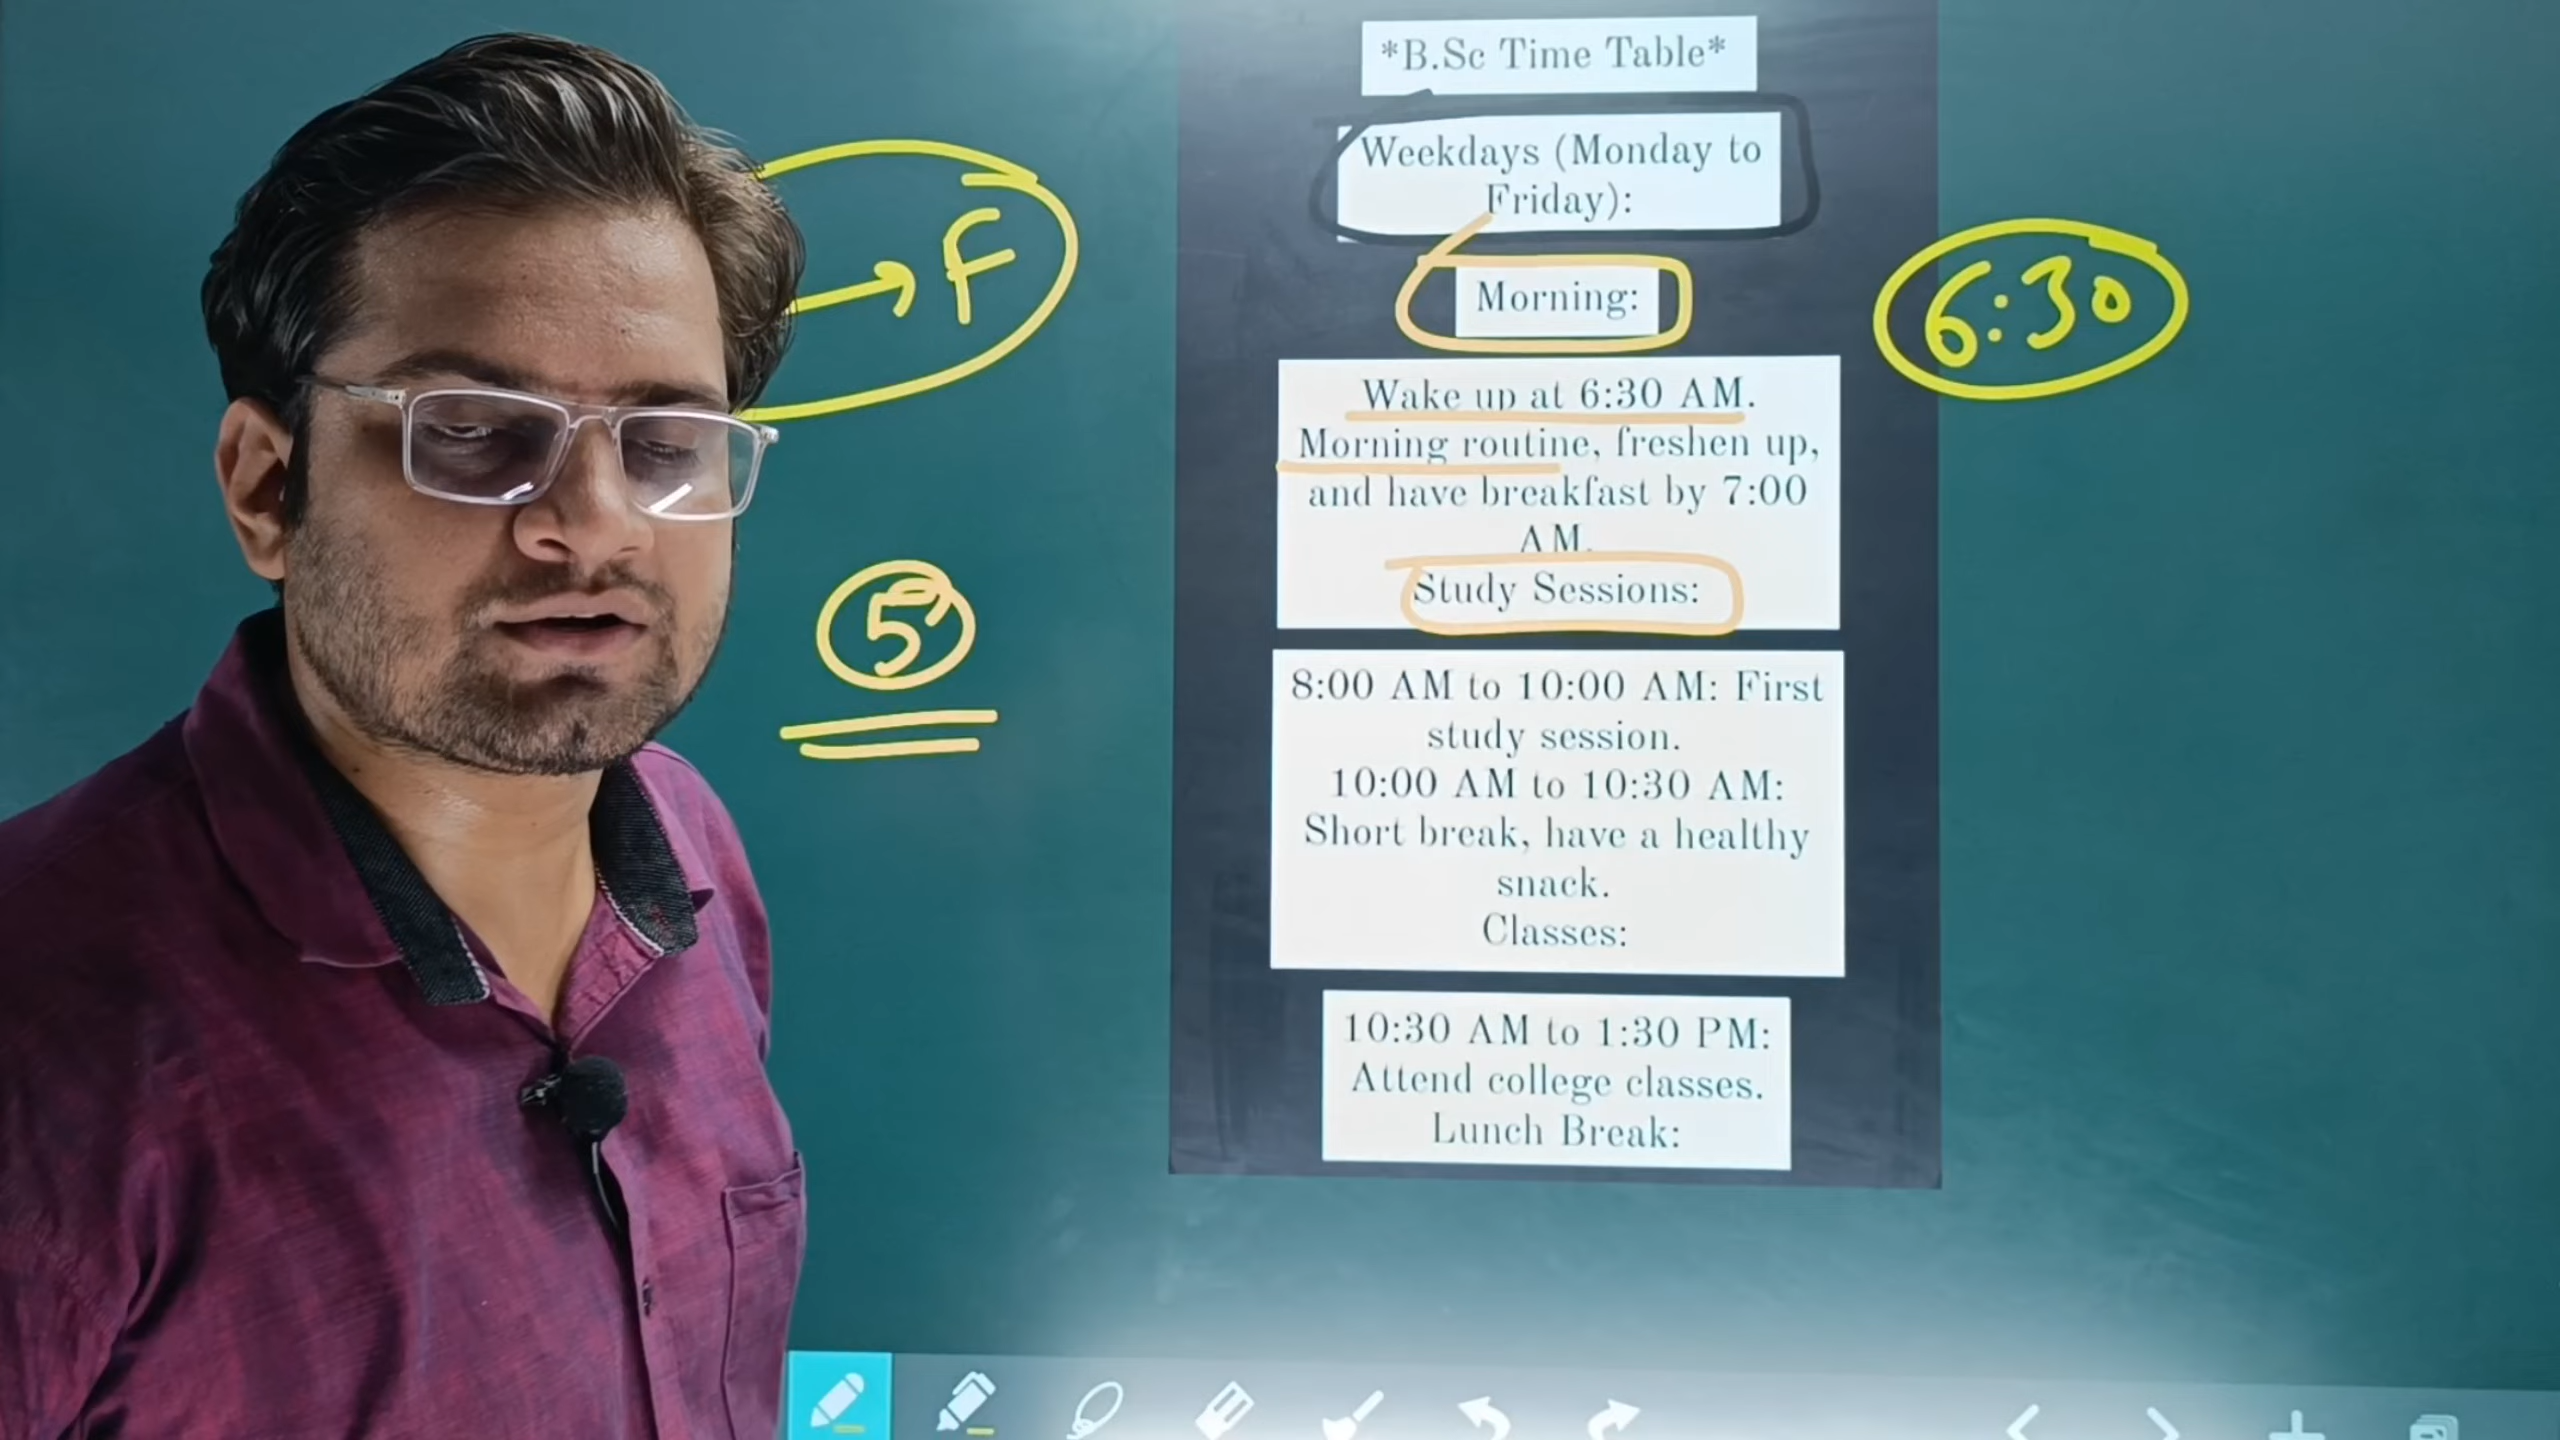 *B.Sc Time Table*
Weekdays (Monday to
Friday):
→ F
Morning:
6:30
Wake up at 6:30 AM.
Morning routine, freshen up,
and have breakfast by 7:00
AM.
5
Study Sessions:
8:00 AM to 10:00 AM: First
study session.
10:00 AM to 10:30 AM:
Short break, have a healthy
snack.
Classes:
10:30 AM to 1:30 PM:
Attend college classes.
Lunch Break: